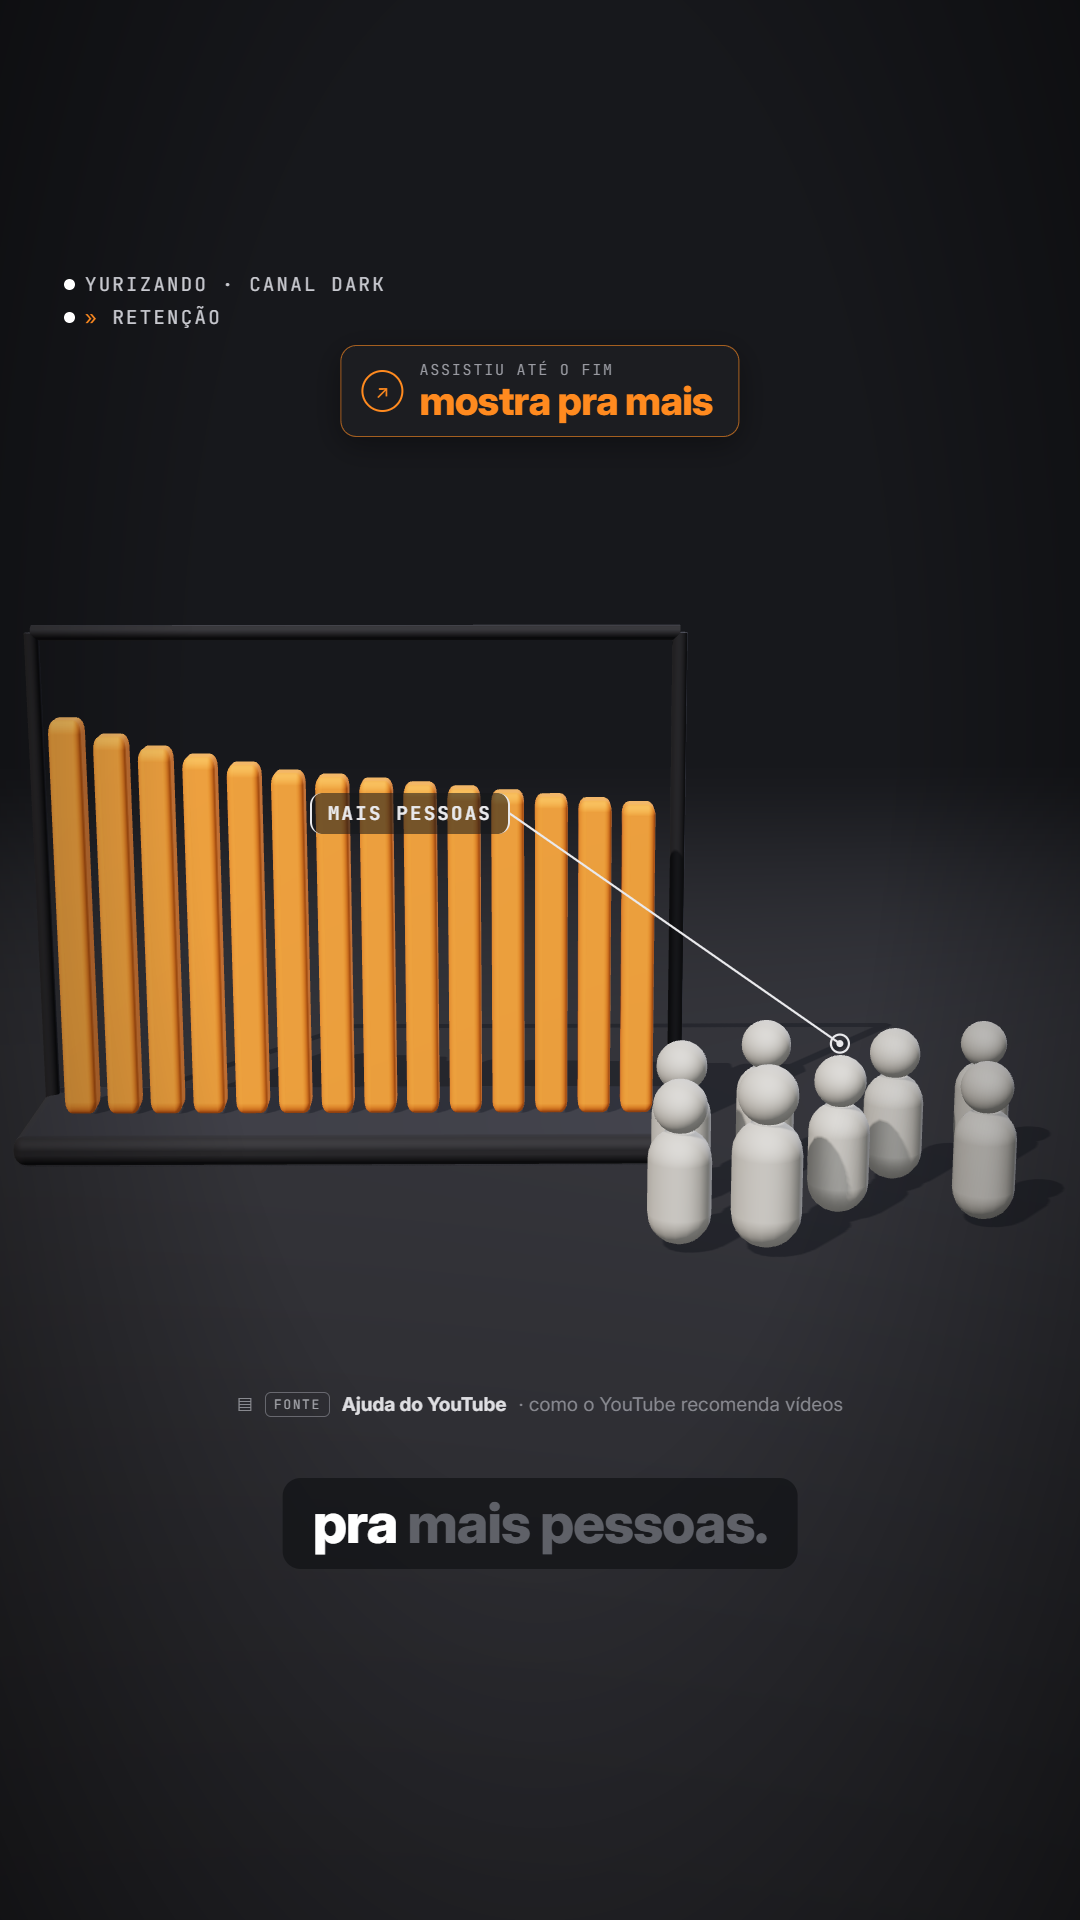 YURIZANDO · CANAL DARK
» RETENÇÃO
ASSISTIU ATÉ O FIM
mostra pra mais
MAIS PESSOAS
FONTE Ajuda do YouTube · como o YouTube recomenda vídeos
pra mais pessoas.